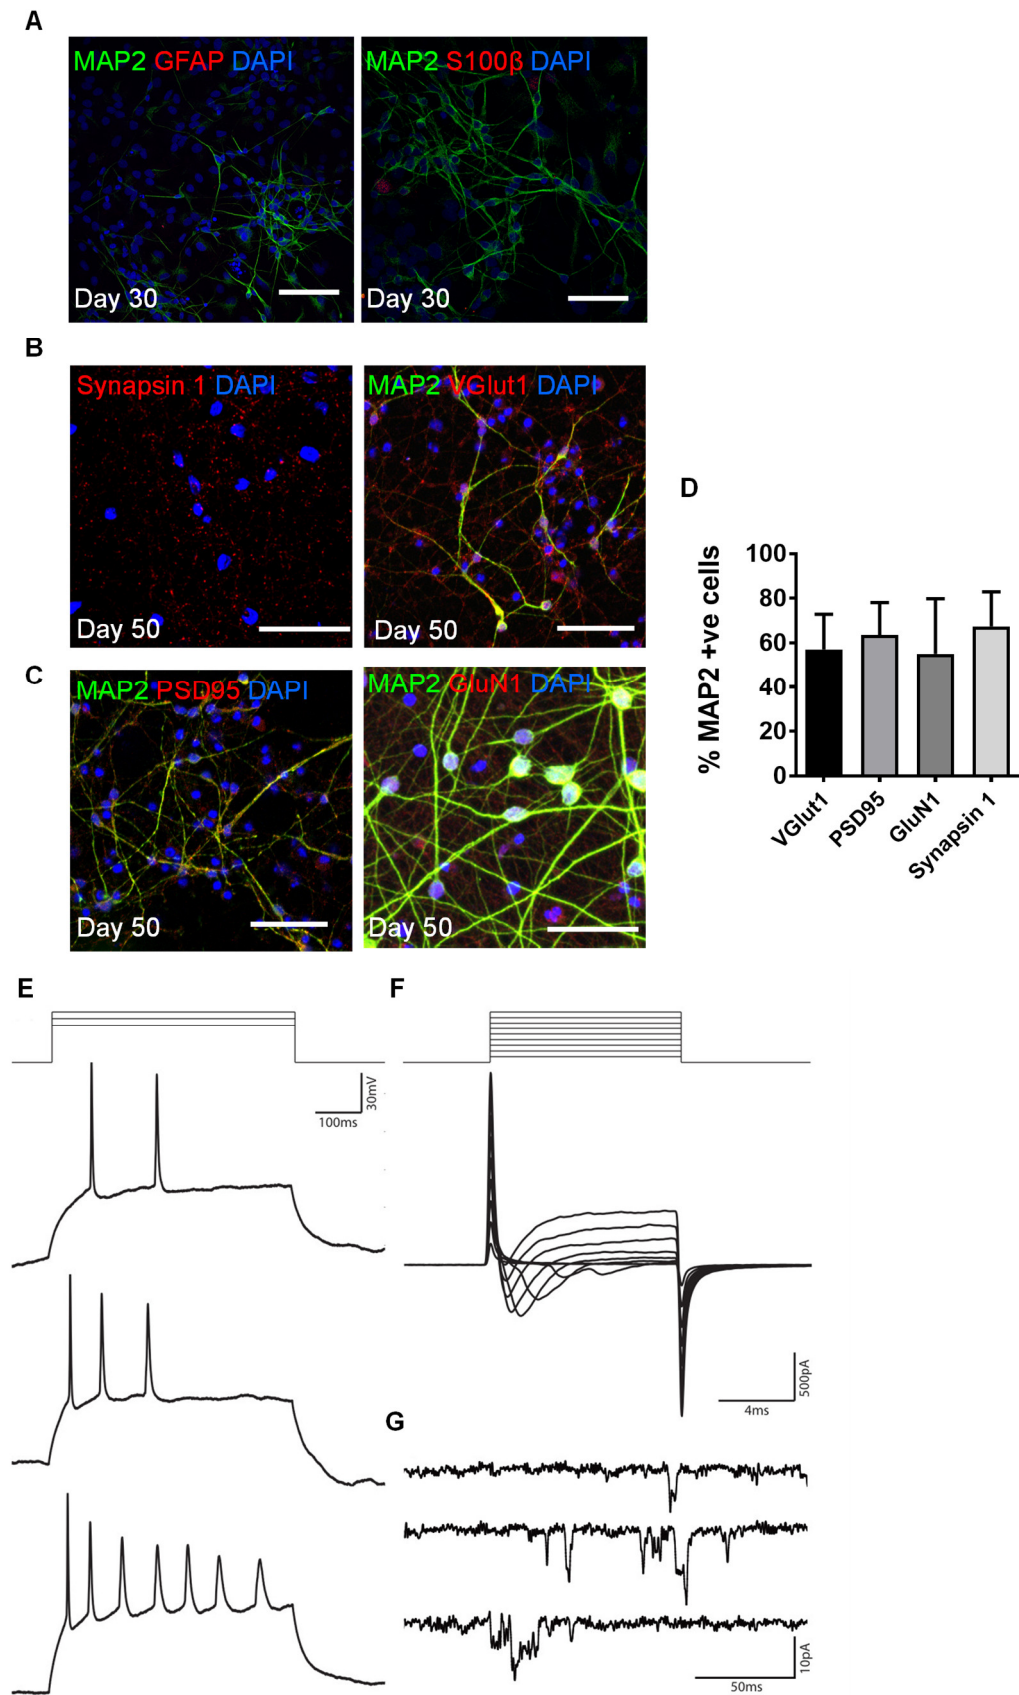 A
MAP2 GFAP DAPI
Day 30
MAP2 S100β DAPI
Day 30
B
Synapsin 1 DAPI
Day 50
MAP2 VGlut1 DAPI
Day 50
C
MAP2 PSD95 DAPI
Day 50
MAP2 GluN1 DAPI
Day 50
D
% MAP2 +ve cells
100
80
60
40
20
0
VGlut1
PSD95
GluN1
Synapsin 1
E
30mV
100ms
F
500pA
4ms
G
10pA
50ms